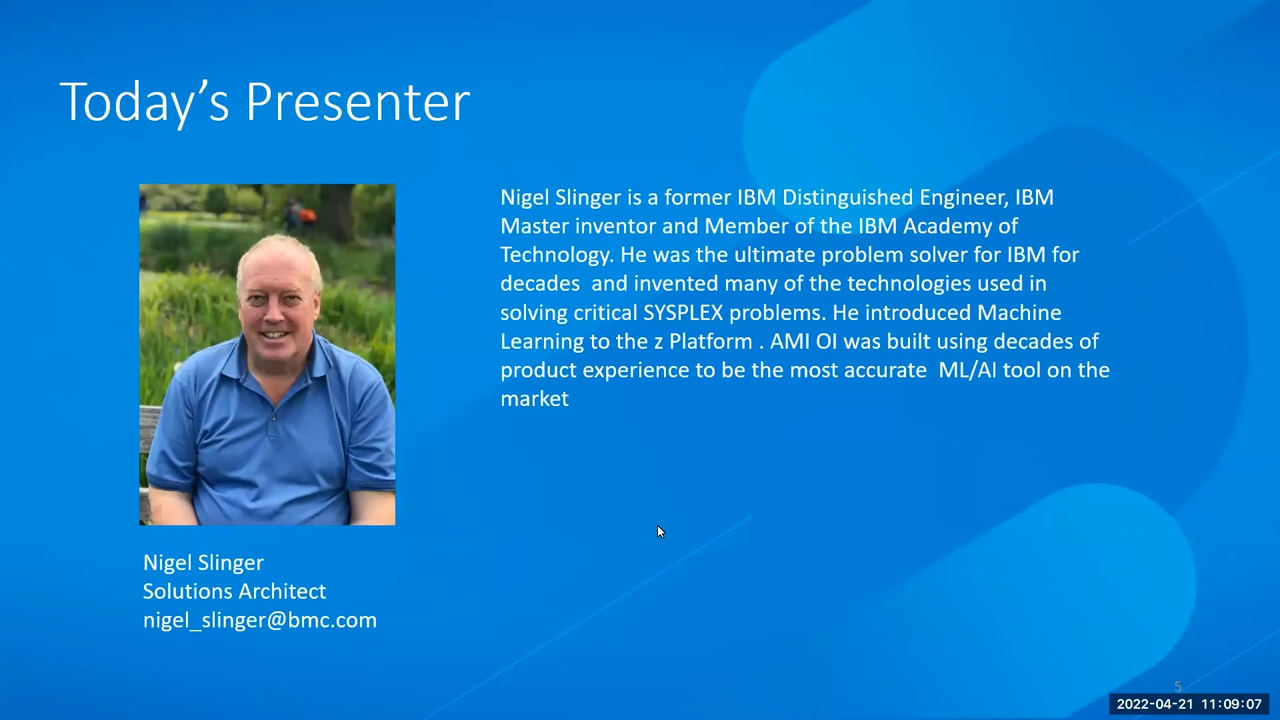 Today’s Presenter
Nigel Slinger is a former IBM Distinguished Engineer, IBM
Master inventor and Member of the IBM Academy of
Technology. He was the ultimate problem solver for IBM for
decades  and invented many of the technologies used in
solving critical SYSPLEX problems. He introduced Machine
Learning to the z Platform . AMI OI was built using decades of
product experience to be the most accurate  ML/AI tool on the
market
Nigel Slinger
Solutions Architect
nigel_slinger@bmc.com
5
2022-04-21 11:09:07